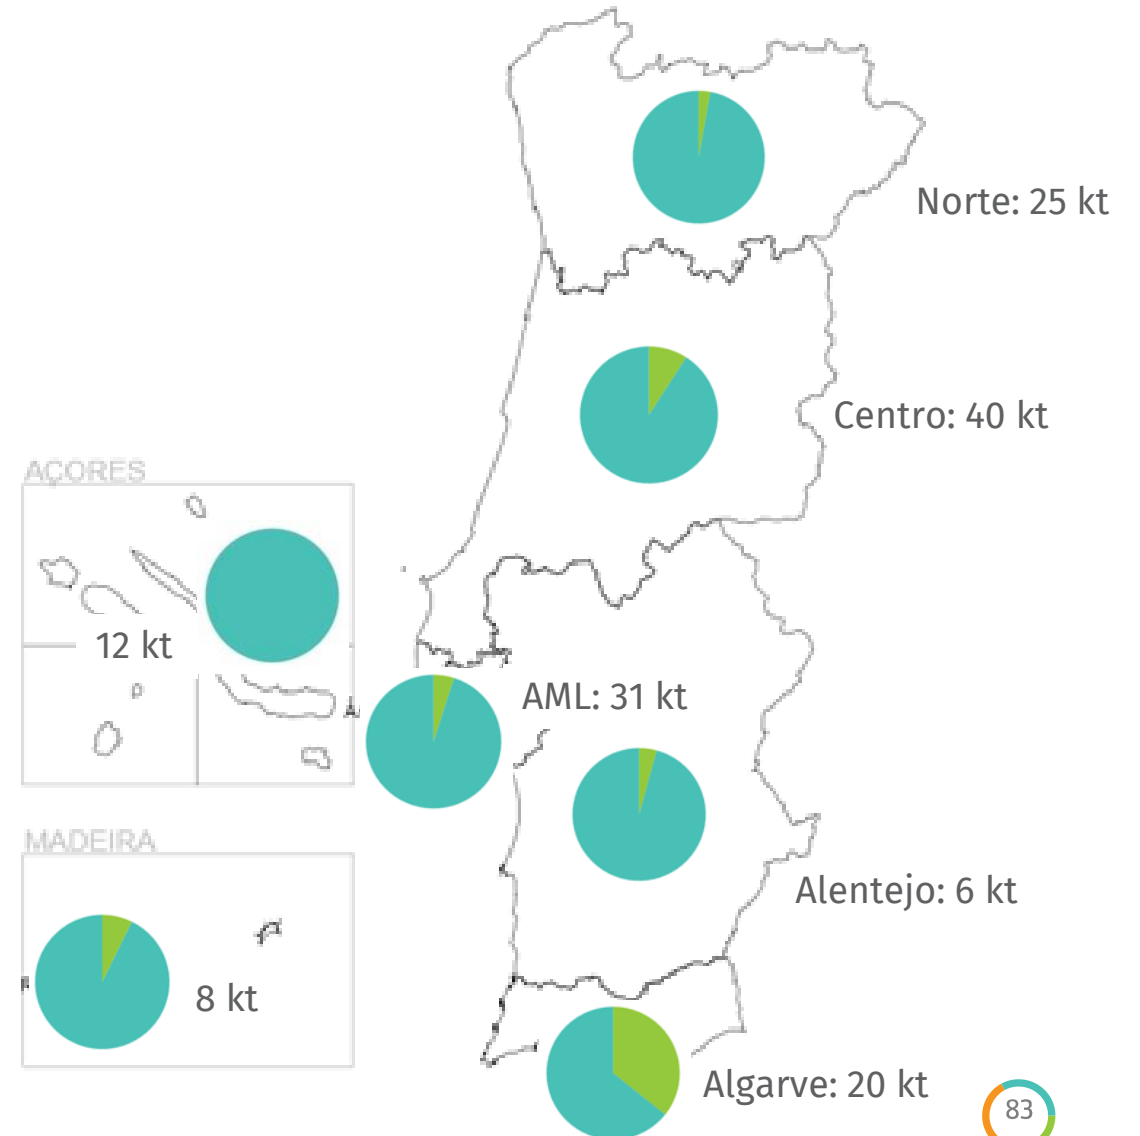 Norte: 25 kt
Centro: 40 kt
AÇORES
12 kt
AML: 31 kt
MADEIRA
Alentejo: 6 kt
8 kt
Algarve: 20 kt
83